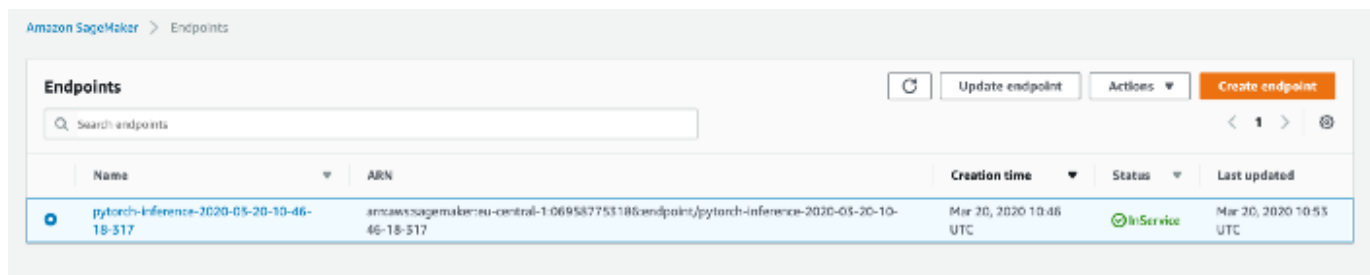 Amazon SageMaker > Endpoints
Endpoints
Update endpoint
Actions
Create endpoint
Search endpoints
< 1 >
Name ARN Creation time Status Last updated
pytorch-inference-2020-03-20-10-46- arn:aws:sagemaker:eu-central-1:069587753186:endpoint/pytorch-inference-2020-03-20-10- Mar 20, 2020 10:46 InService Mar 20, 2020 10:53
18-317 46-18-317 UTC UTC